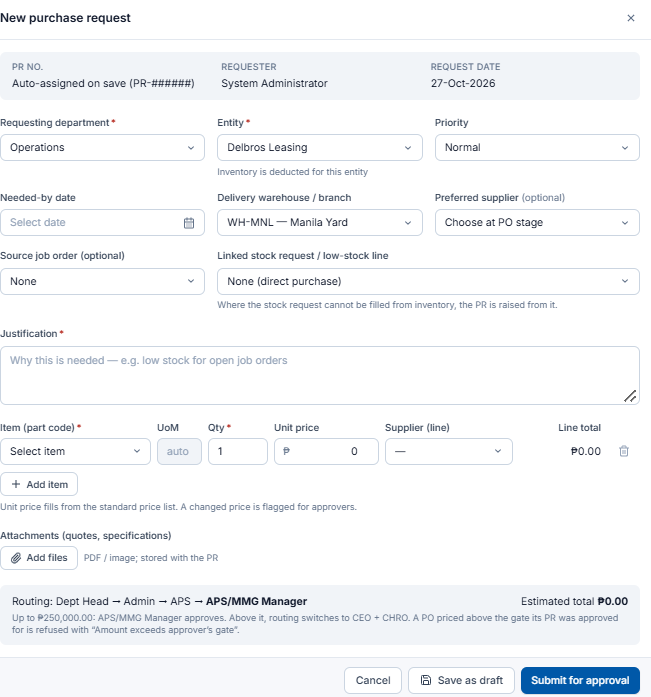 New purchase request
PR NO.
Auto-assigned on save (PR-######)
REQUESTER
System Administrator
REQUEST DATE
27-Oct-2026
Requesting department *
Operations
Entity *
Delbros Leasing
Inventory is deducted for this entity
Priority
Normal
Needed-by date
Select date
Delivery warehouse / branch
WH-MNL — Manila Yard
Preferred supplier (optional)
Choose at PO stage
Source job order (optional)
None
Linked stock request / low-stock line
None (direct purchase)
Where the stock request cannot be filled from inventory, the PR is raised from it.
Justification *
Why this is needed — e.g. low stock for open job orders
Item (part code) * UoM Qty * Unit price Supplier (line) Line total
Select item auto 1 ₱ 0 — ₱0.00
+ Add item
Unit price fills from the standard price list. A changed price is flagged for approvers.
Attachments (quotes, specifications)
Add files PDF / image; stored with the PR
Routing: Dept Head → Admin → APS → APS/MMG Manager Estimated total ₱0.00
Up to ₱250,000.00: APS/MMG Manager approves. Above it, routing switches to CEO + CHRO. A PO priced above the gate its PR was approved
for is refused with “Amount exceeds approver’s gate”.
Cancel Save as draft Submit for approval